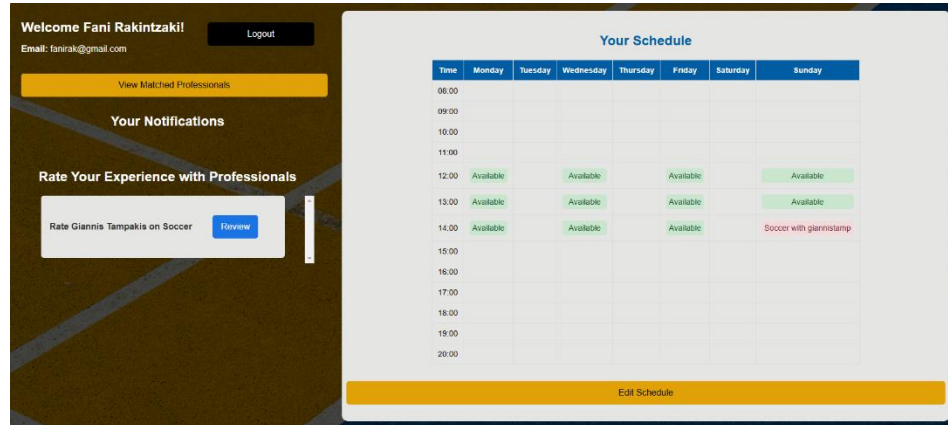 Welcome Fani Rakintzaki!
Logout
Email: fanirak@gmail.com
View Matched Professionals
Your Notifications
Rate Your Experience with Professionals
Rate Giannis Tampakis on Soccer
Review
Your Schedule
Time Monday Tuesday Wednesday Thursday Friday Saturday Sunday
08:00
09:00
10:00
11:00
12:00 Available Available Available Available
13:00 Available Available Available Available
14:00 Available Available Available Soccer with giannistamp
15:00
16:00
17:00
18:00
19:00
20:00
Edit Schedule